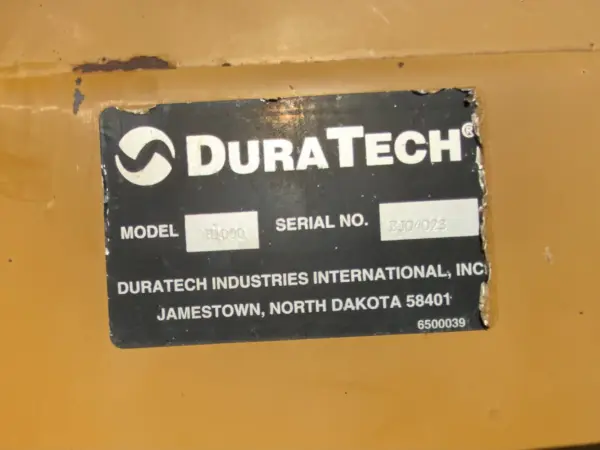 DURATECH®
MODEL SERIAL NO.
DURATECH INDUSTRIES INTERNATIONAL, INC
JAMESTOWN, NORTH DAKOTA 58401
6500039